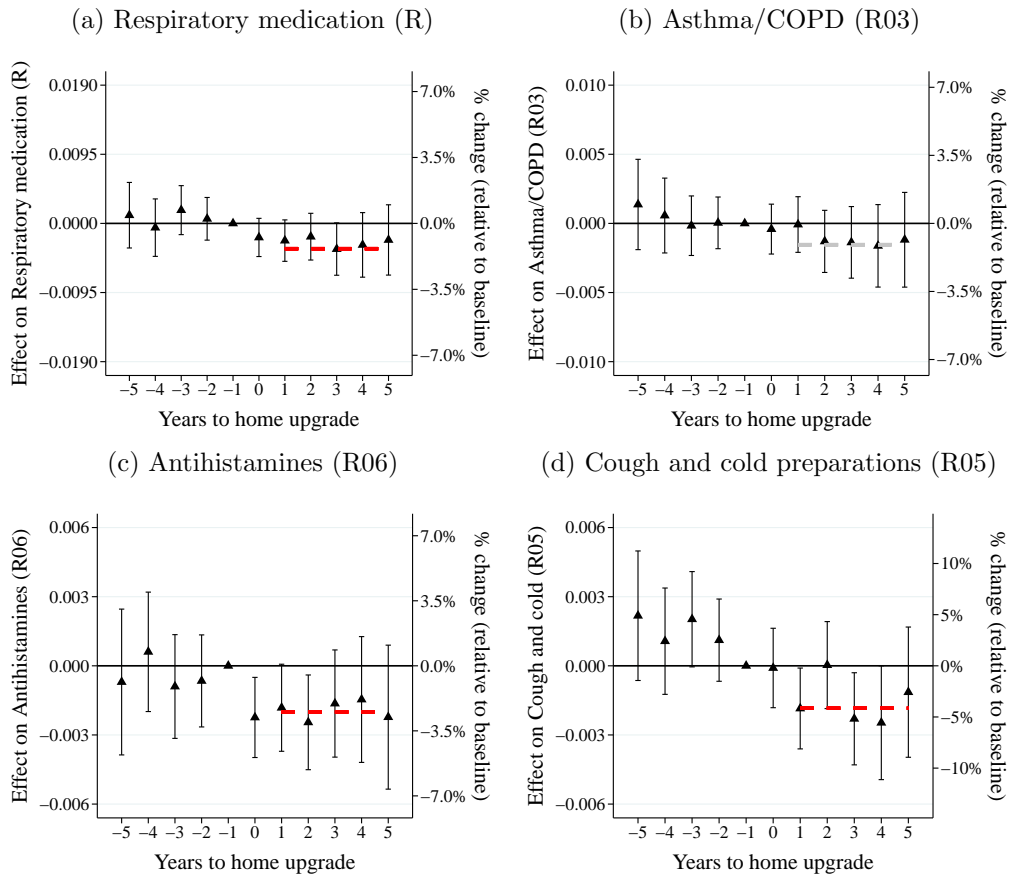 (a) Respiratory medication (R)
Effect on Respiratory medication (R)
0.0190
0.0095
0.0000
−0.0095
−0.0190
7.0%
3.5%
0.0%
−3.5%
−7.0%
% change (relative to baseline)
−5 −4 −3 −2 −1 0 1 2 3 4 5
Years to home upgrade
(b) Asthma/COPD (R03)
Effect on Asthma/COPD (R03)
0.010
0.005
0.000
−0.005
−0.010
7.0%
3.5%
0.0%
−3.5%
−7.0%
% change (relative to baseline)
−5 −4 −3 −2 −1 0 1 2 3 4 5
Years to home upgrade
(c) Antihistamines (R06)
Effect on Antihistamines (R06)
0.006
0.003
0.000
−0.003
−0.006
7.0%
3.5%
0.0%
−3.5%
−7.0%
% change (relative to baseline)
−5 −4 −3 −2 −1 0 1 2 3 4 5
Years to home upgrade
(d) Cough and cold preparations (R05)
Effect on Cough and cold (R05)
0.006
0.003
0.000
−0.003
−0.006
10%
5%
0%
−5%
−10%
% change (relative to baseline)
−5 −4 −3 −2 −1 0 1 2 3 4 5
Years to home upgrade